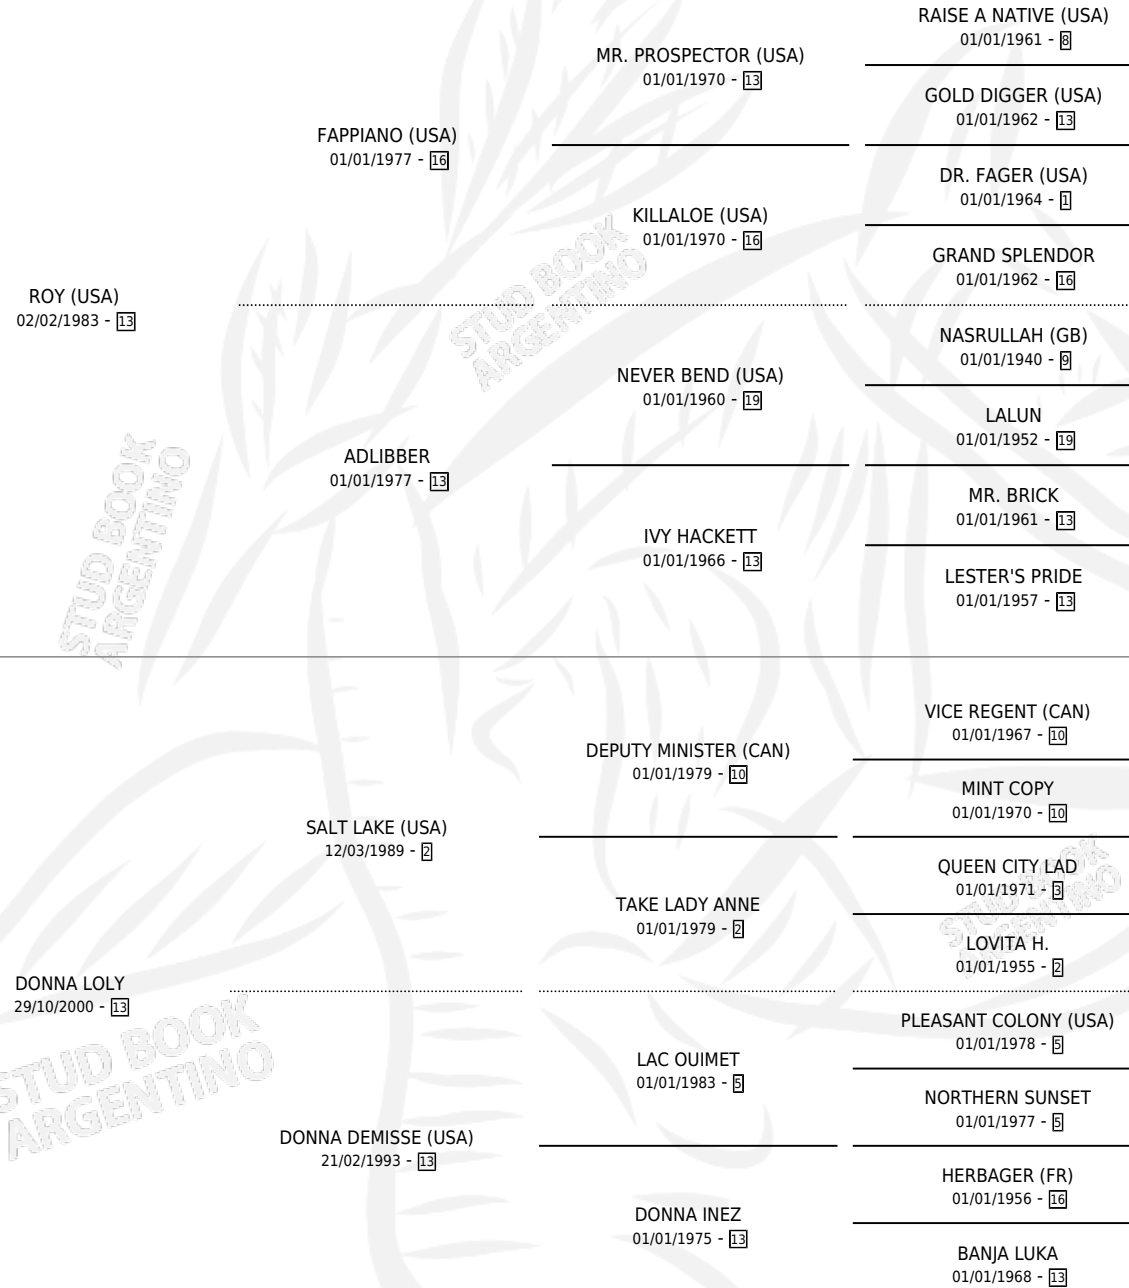 RAISE A NATIVE (USA)
01/01/1961 - 8
MR. PROSPECTOR (USA)
01/01/1970 - 13
GOLD DIGGER (USA)
01/01/1962 - 13
FAPPIANO (USA)
01/01/1977 - 16
DR. FAGER (USA)
01/01/1964 - 1
KILLALOE (USA)
01/01/1970 - 16
GRAND SPLENDOR
01/01/1962 - 16
ROY (USA)
02/02/1983 - 13
NASRULLAH (GB)
01/01/1940 - 9
NEVER BEND (USA)
01/01/1960 - 19
LALUN
01/01/1952 - 19
ADLIBBER
01/01/1977 - 13
MR. BRICK
01/01/1961 - 13
IVY HACKETT
01/01/1966 - 13
LESTER'S PRIDE
01/01/1957 - 13
VICE REGENT (CAN)
01/01/1967 - 10
DEPUTY MINISTER (CAN)
01/01/1979 - 10
MINT COPY
01/01/1970 - 10
SALT LAKE (USA)
12/03/1989 - 2
QUEEN CITY LAD
01/01/1971 - 3
TAKE LADY ANNE
01/01/1979 - 2
LOVITA H.
01/01/1955 - 2
DONNA LOLY
29/10/2000 - 13
PLEASANT COLONY (USA)
01/01/1978 - 5
LAC OUIMET
01/01/1983 - 5
NORTHERN SUNSET
01/01/1977 - 5
DONNA DEMISSE (USA)
21/02/1993 - 13
HERBAGER (FR)
01/01/1956 - 16
DONNA INEZ
01/01/1975 - 13
BANJA LUKA
01/01/1968 - 13
STUD BOOK
ARGENTINO
STUD BOOK
ARGENTINO
STUD BOOK
ARGENTINO
STUD BOOK
ARGENTINO